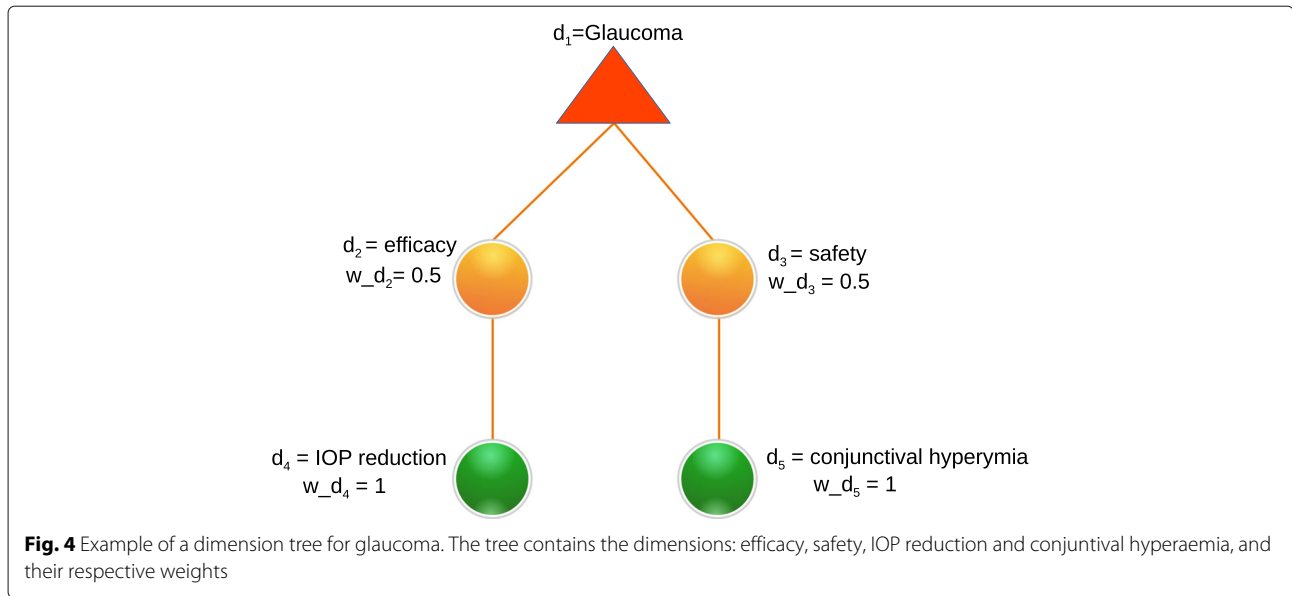 d1=Glaucoma
d2 = efficacy
w_d2= 0.5
d3 = safety
w_d3 = 0.5
d4 = IOP reduction
w_d4 = 1
d5 = conjunctival hyperymia
w_d5 = 1
Fig. 4 Example of a dimension tree for glaucoma. The tree contains the dimensions: efficacy, safety, IOP reduction and conjuntival hyperaemia, and
their respective weights